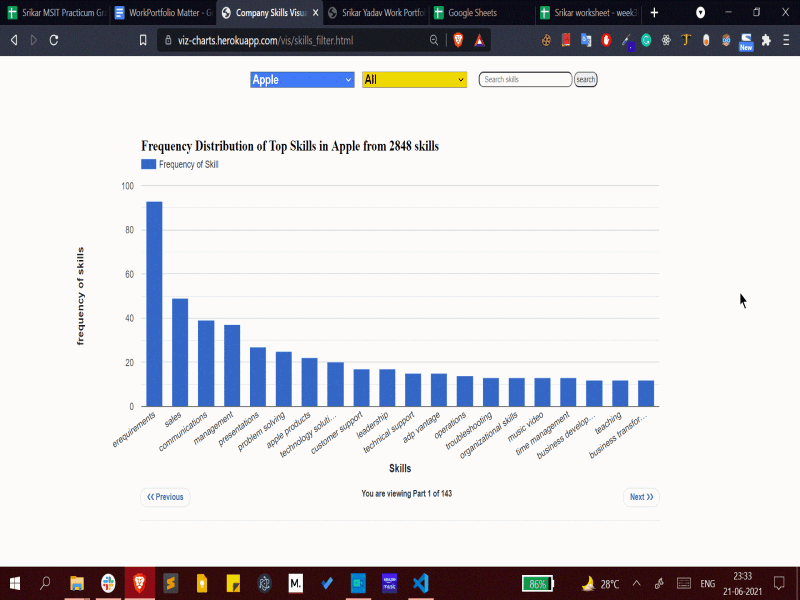 Srikar MSIT Practicum Gr
WorkPortfolio Matter - G
Company Skills Visu
Srikar Yadav Work Portfo
Google Sheets
Srikar worksheet - week
viz-charts.herokuapp.com/vis/skills_filter.html
New
Apple
All
Search skills
search
Frequency Distribution of Top Skills in Apple from 2848 skills
Frequency of Skill
100
80
60
40
20
0
frequency of skills
erequirements
sales
communications
management
presentations
problem solving
apple products
technology soluti...
customer support
leadership
technical support
adp vantage
operations
troubleshooting
organizational skills
music video
time management
business develop...
teaching
business transfor...
Skills
❮❮ Previous
You are viewing Part 1 of 143
Next ❯❯
M.
music
86%
28°C
ENG
23:33
21-06-2021